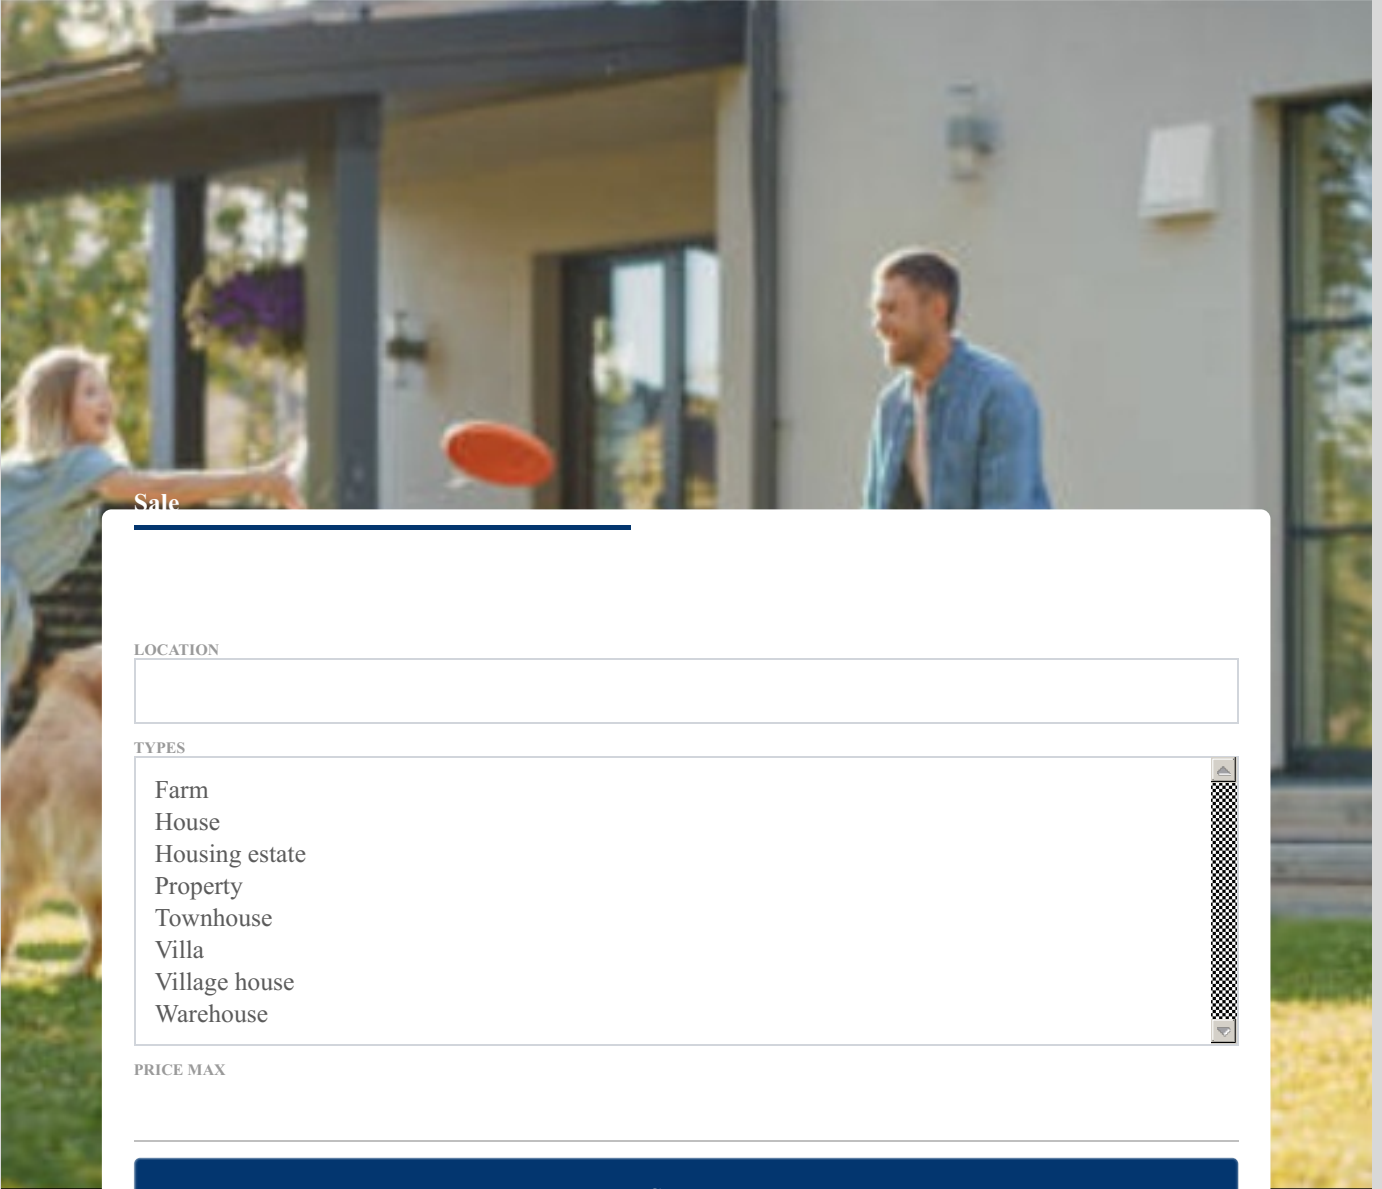 Sale
LOCATION
TYPES
Farm
House
Housing estate
Property
Townhouse
Villa
Village house
Warehouse
PRICE MAX